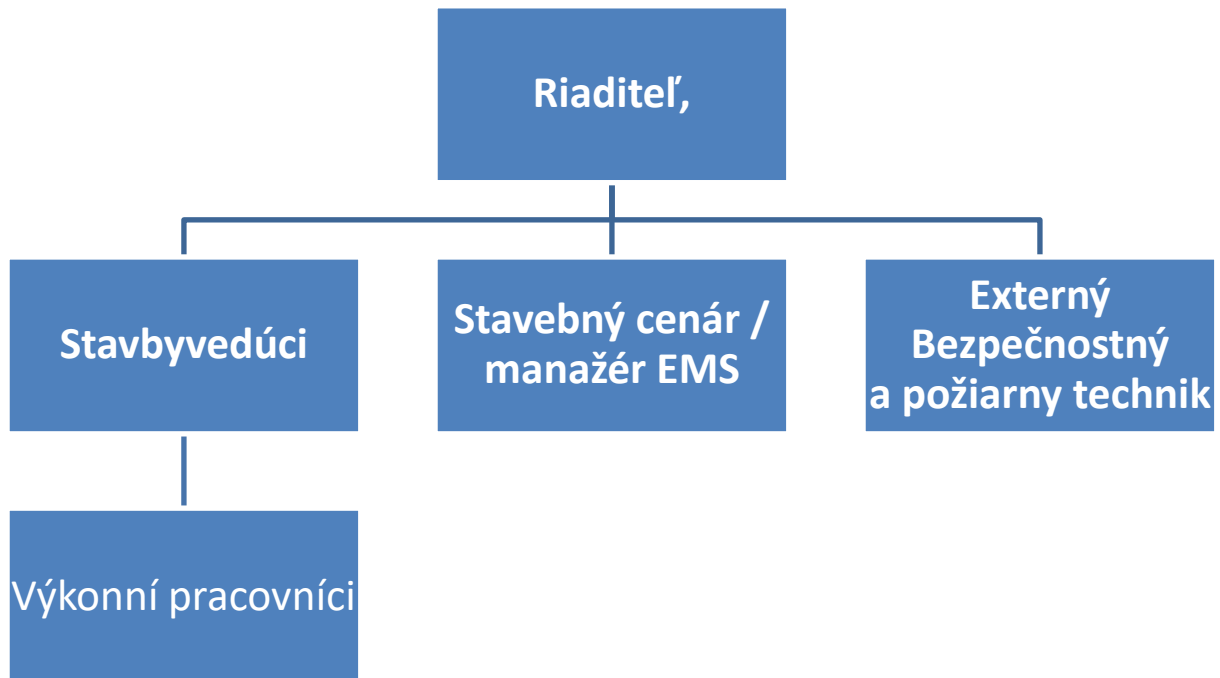 Riaditeľ,
Stavbyvedúci
Stavebný cenár /
manažér EMS
Externý
Bezpečnostný
a požiarny technik
Výkonní pracovníci